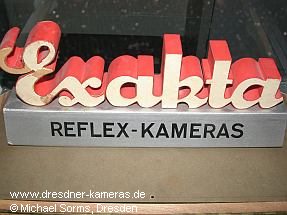 Exakta
REFLEX-KAMERAS
www.dresdner-kameras.de
© Michael Sorms, Dresden